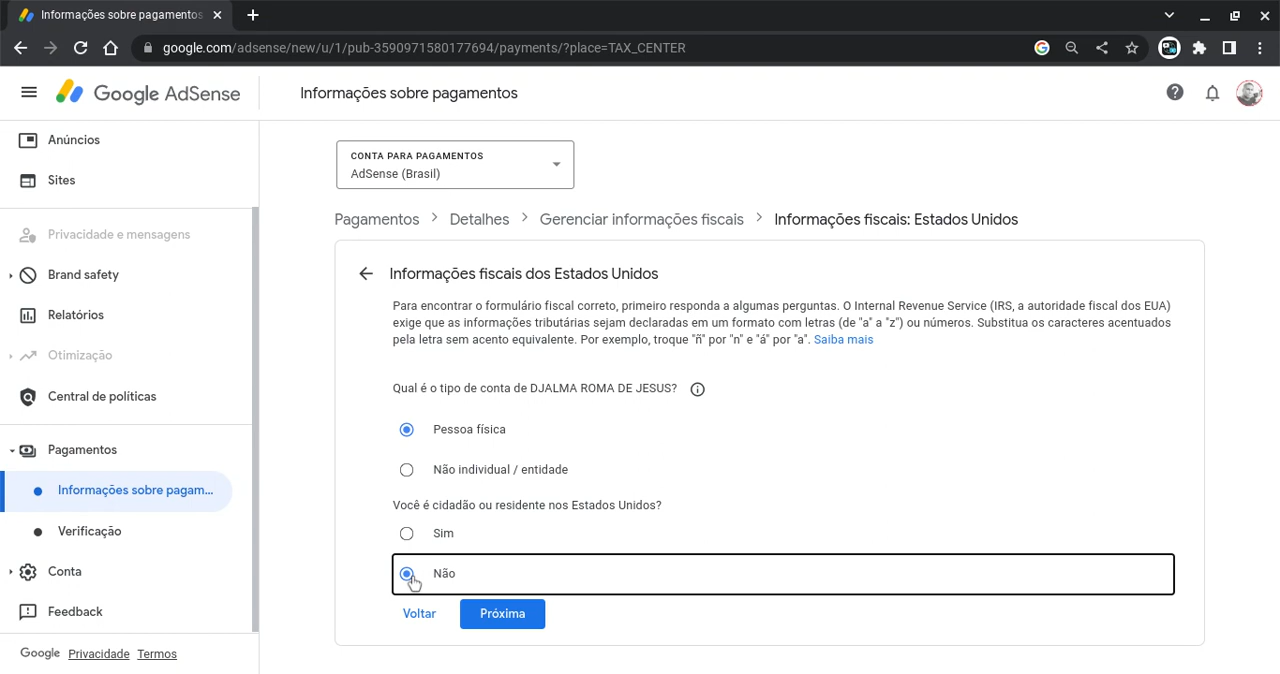 Informações sobre pagamentos
google.com/adsense/new/u/1/pub-3590971580177694/payments/?place=TAX_CENTER
Google AdSense
Informações sobre pagamentos
Anúncios
Sites
Privacidade e mensagens
Brand safety
Relatórios
Otimização
Central de políticas
Pagamentos
Informações sobre pagam...
Verificação
Conta
Feedback
Google Privacidade Termos
CONTA PARA PAGAMENTOS
AdSense (Brasil)
Pagamentos > Detalhes > Gerenciar informações fiscais > Informações fiscais: Estados Unidos
Informações fiscais dos Estados Unidos
Para encontrar o formulário fiscal correto, primeiro responda a algumas perguntas. O Internal Revenue Service (IRS, a autoridade fiscal dos EUA)
exige que as informações tributárias sejam declaradas em um formato com letras (de "a" a "z") ou números. Substitua os caracteres acentuados
pela letra sem acento equivalente. Por exemplo, troque "ñ" por "n" e "á" por "a". Saiba mais
Qual é o tipo de conta de DJALMA ROMA DE JESUS?
Pessoa física
Não individual / entidade
Você é cidadão ou residente nos Estados Unidos?
Sim
Não
Voltar
Próxima